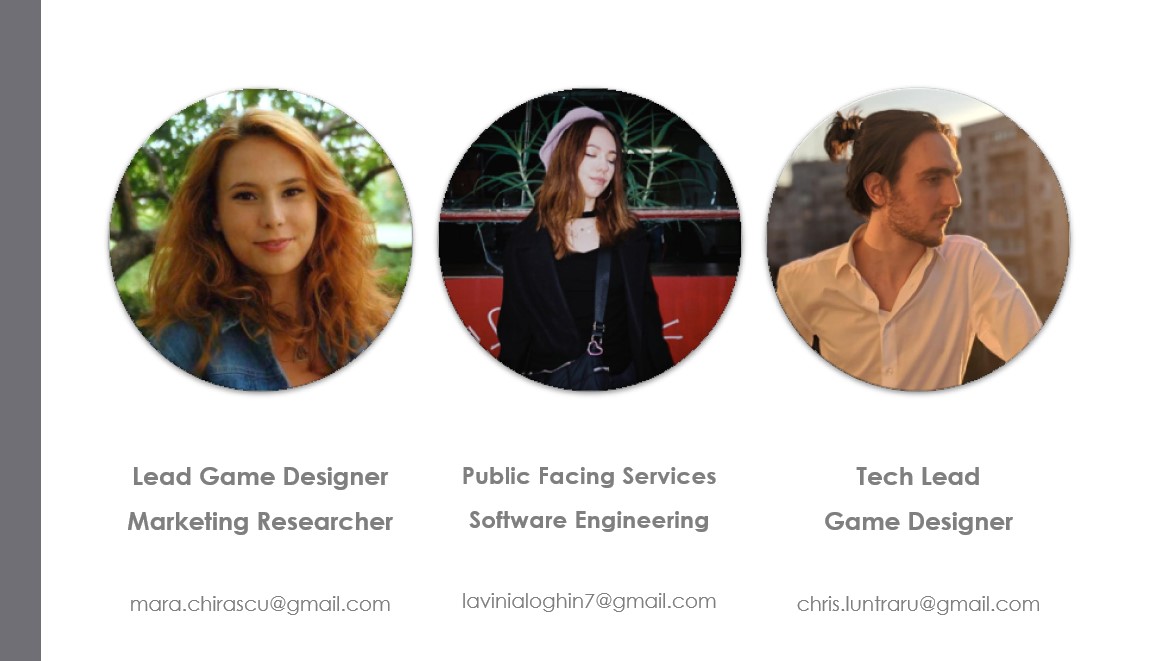 Lead Game Designer
Marketing Researcher
mara.chirascu@gmail.com
Public Facing Services
Software Engineering
lavinialoghin7@gmail.com
Tech Lead
Game Designer
chris.luntraru@gmail.com